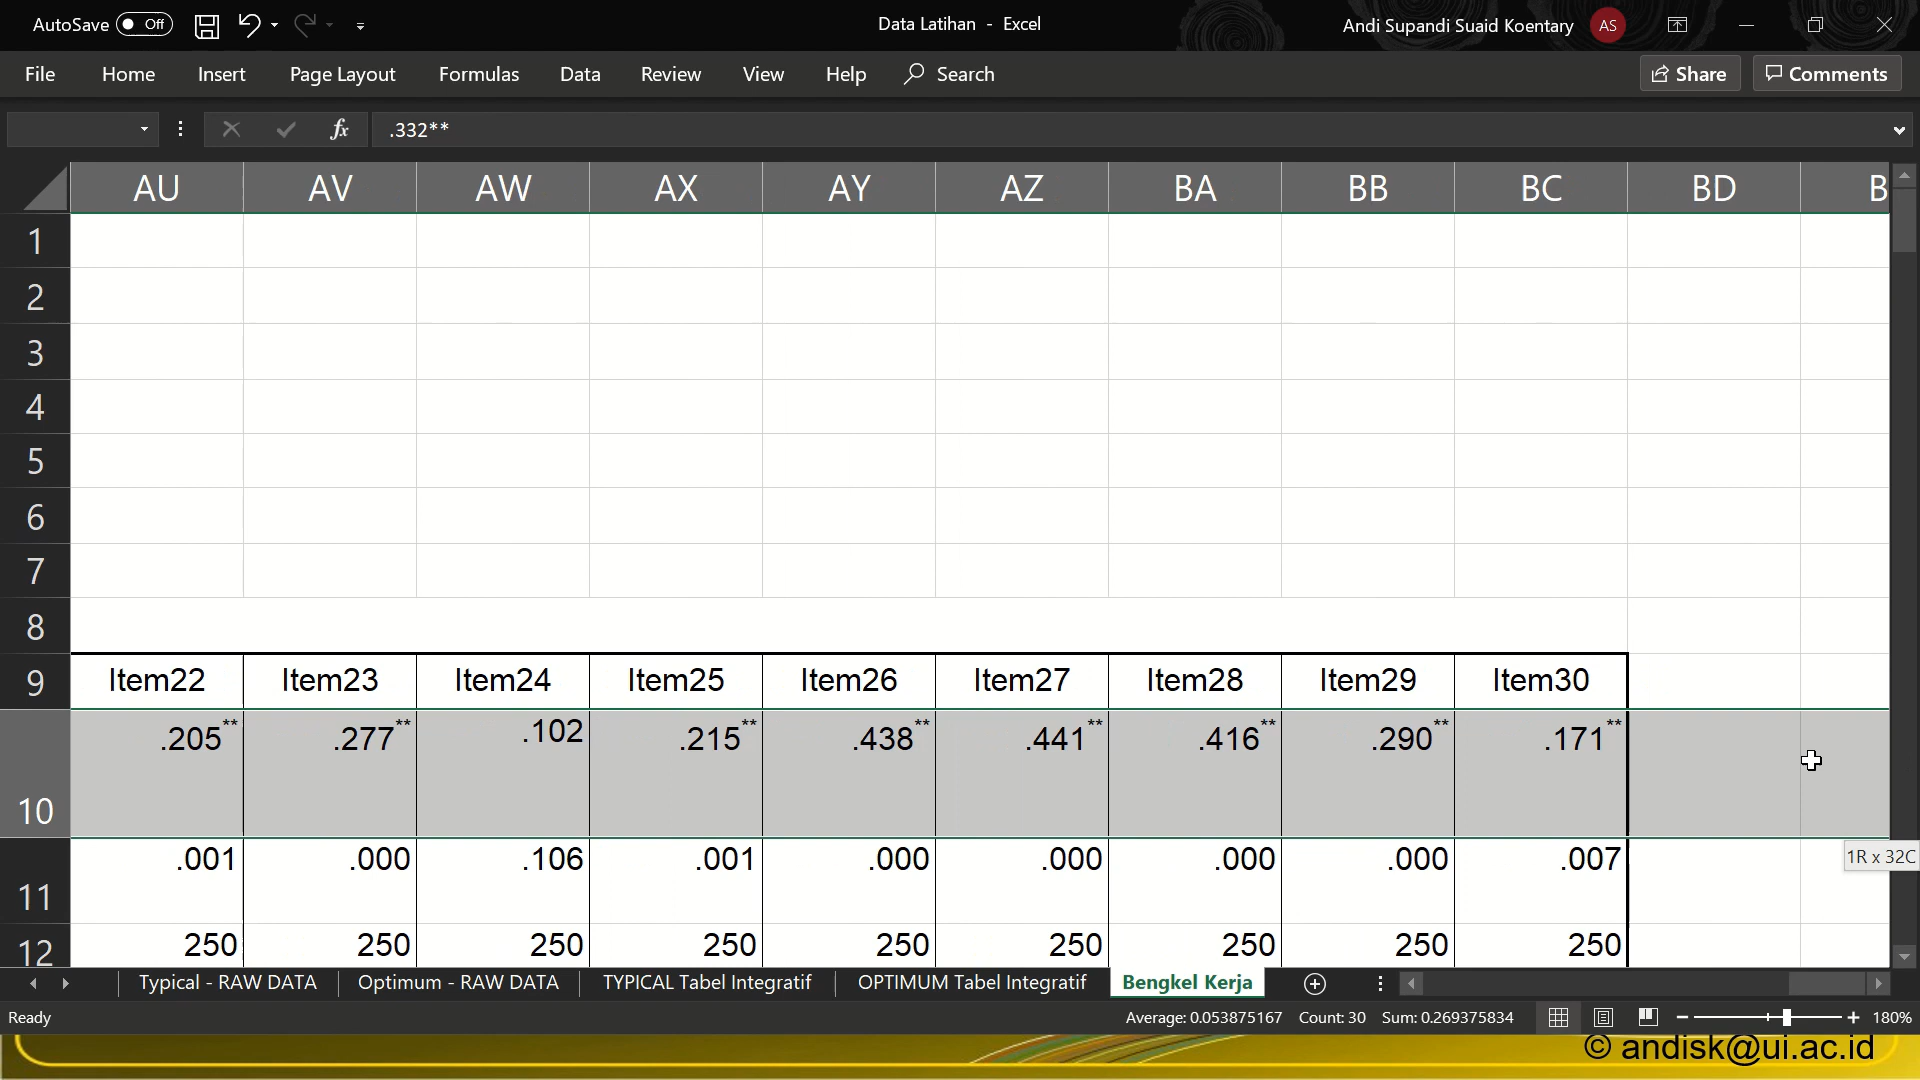 AutoSave Off Data Latihan - Excel Andi Supandi Suaid Koentary AS
File Home Insert Page Layout Formulas Data Review View Help Search Share Comments
fx .332**
AU AV AW AX AY AZ BA BB BC BD B
1
2
3
4
5
6
7
8
9 Item22 Item23 Item24 Item25 Item26 Item27 Item28 Item29 Item30
10 .205** .277** .102 .215** .438** .441** .416** .290** .171**
11 .001 .000 .106 .001 .000 .000 .000 .000 .007
1R x 32C
12 250 250 250 250 250 250 250 250 250
Typical - RAW DATA Optimum - RAW DATA TYPICAL Tabel Integratif OPTIMUM Tabel Integratif Bengkel Kerja
Ready Average: 0.053875167 Count: 30 Sum: 0.269375834 180%
© andisk@ui.ac.id